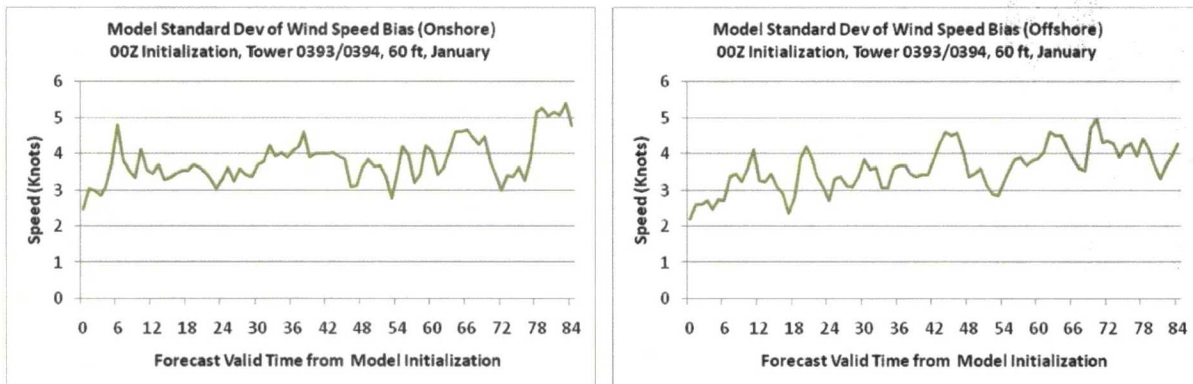 Model Standard Dev of Wind Speed Bias (Onshore)
00Z Initialization, Tower 0393/0394, 60 ft, January
6
5
4
3
2
1
0
Speed (Knots)
0 6 12 18 24 30 36 42 48 54 60 66 72 78 84
Forecast Valid Time from Model Initialization
Model Standard Dev of Wind Speed Bias (Offshore)
00Z Initialization, Tower 0393/0394, 60 ft, January
6
5
4
3
2
1
0
Speed (Knots)
0 6 12 18 24 30 36 42 48 54 60 66 72 78 84
Forecast Valid Time from Model Initialization